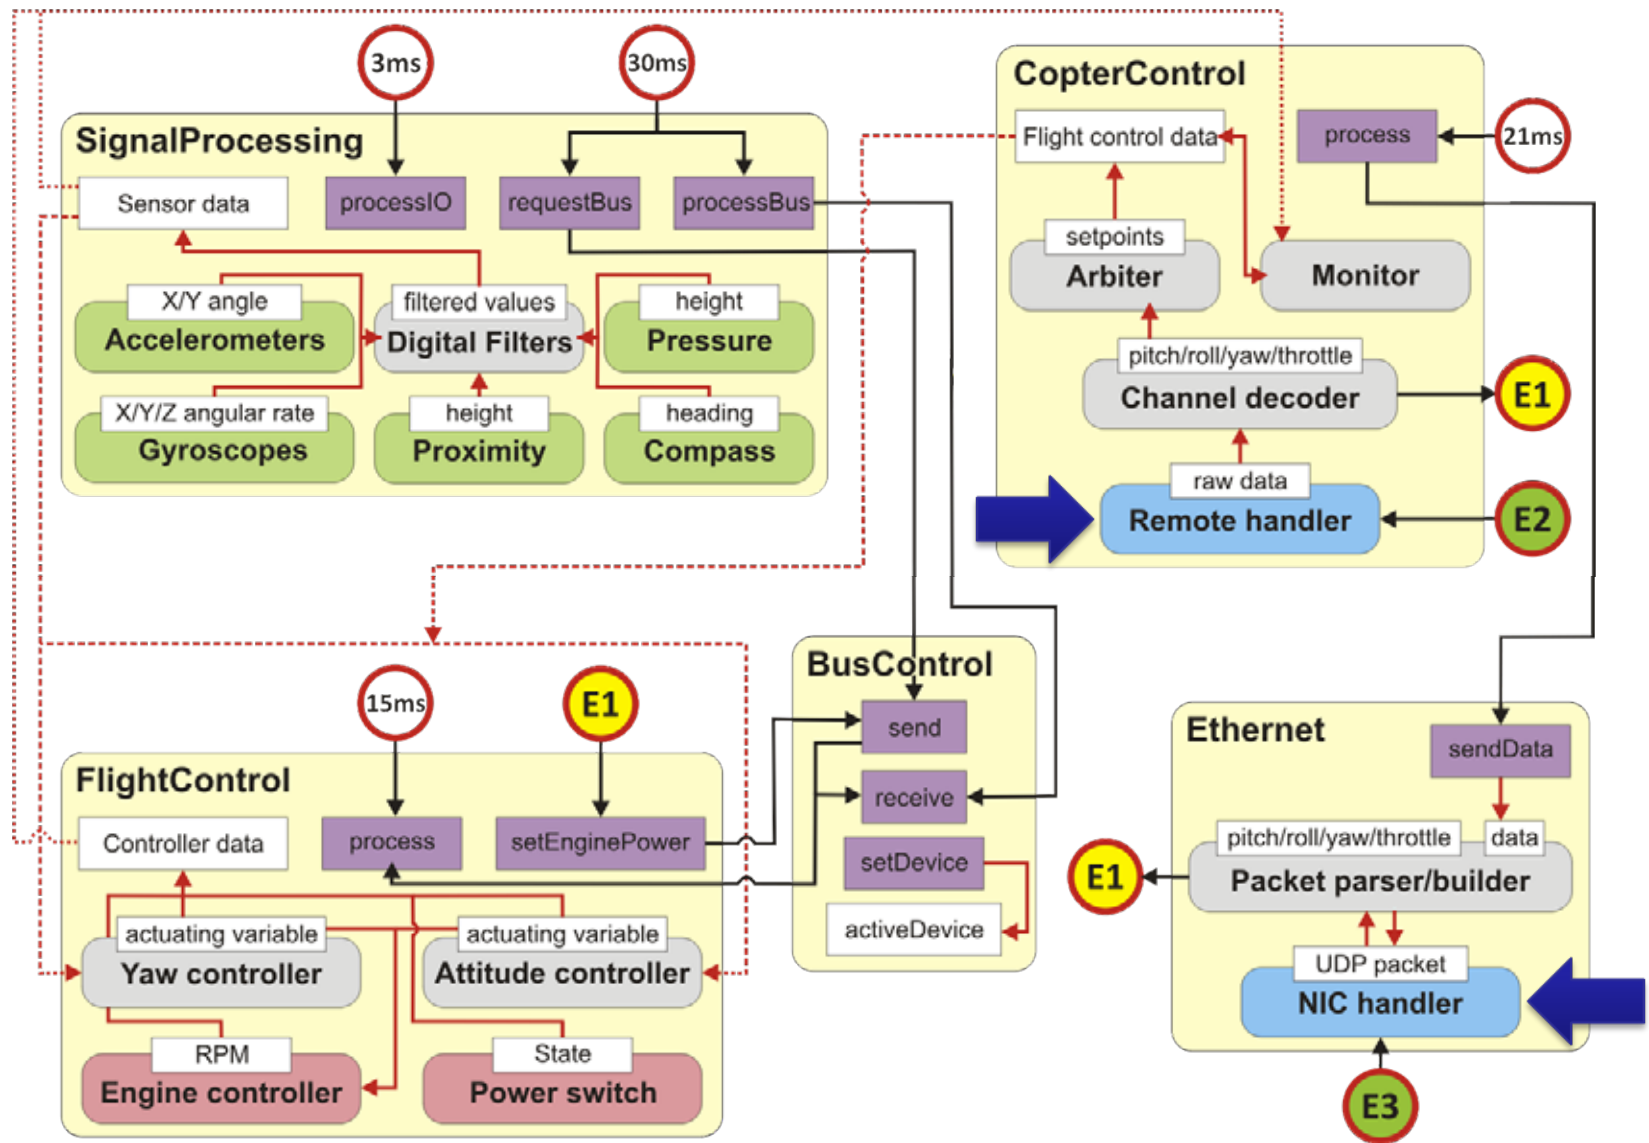 3ms
30ms
SignalProcessing
Sensor data
processIO
requestBus
processBus
X/Y angle
Accelerometers
filtered values
Digital Filters
height
Pressure
X/Y/Z angular rate
Gyroscopes
height
Proximity
heading
Compass
CopterControl
Flight control data
process
21ms
setpoints
Arbiter
Monitor
pitch/roll/yaw/throttle
Channel decoder
E1
raw data
Remote handler
E2
15ms
E1
FlightControl
Controller data
process
setEnginePower
actuating variable
Yaw controller
actuating variable
Attitude controller
RPM
Engine controller
State
Power switch
BusControl
send
receive
setDevice
activeDevice
Ethernet
sendData
pitch/roll/yaw/throttle
data
Packet parser/builder
E1
UDP packet
NIC handler
E3